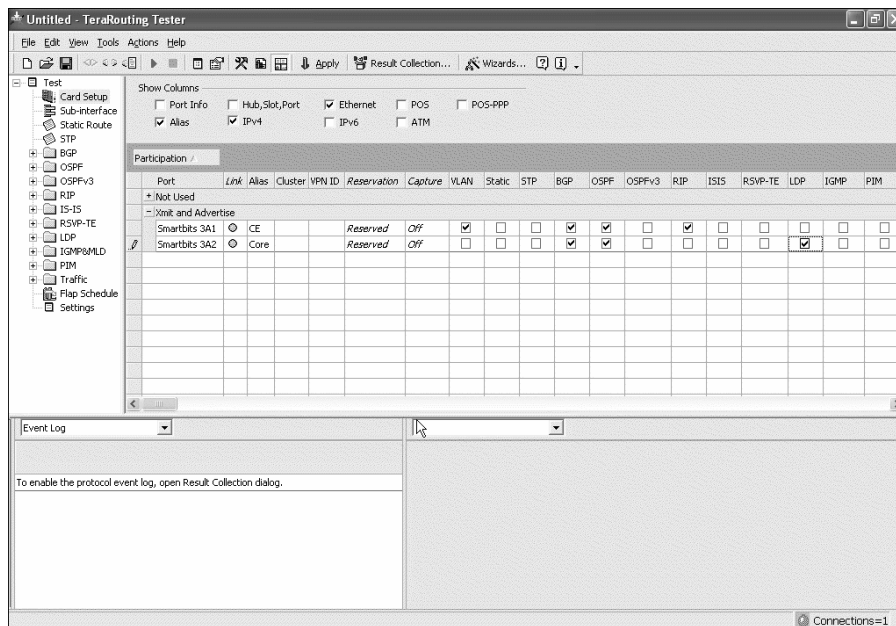 Untitled - TeraRouting Tester
File Edit View Tools Actions Help
Apply Result Collection... Wizards...
Test
Card Setup
Sub-interface
Static Route
STP
BGP
OSPF
OSPFv3
RIP
IS-IS
RSVP-TE
LDP
IGMP&MLD
PIM
Traffic
Flap Schedule
Settings
Show Columns
Port Info Hub,Slot,Port Ethernet POS POS-PPP
Alias IPv4 IPv6 ATM
Participation
Port Link Alias Cluster VPN ID Reservation Capture VLAN Static STP BGP OSPF OSPFv3 RIP ISIS RSVP-TE LDP IGMP PIM
Not Used
Xmit and Advertise
Smartbits 3A1 CE Reserved Off
Smartbits 3A2 Core Reserved Off
Event Log
To enable the protocol event log, open Result Collection dialog.
Connections=1